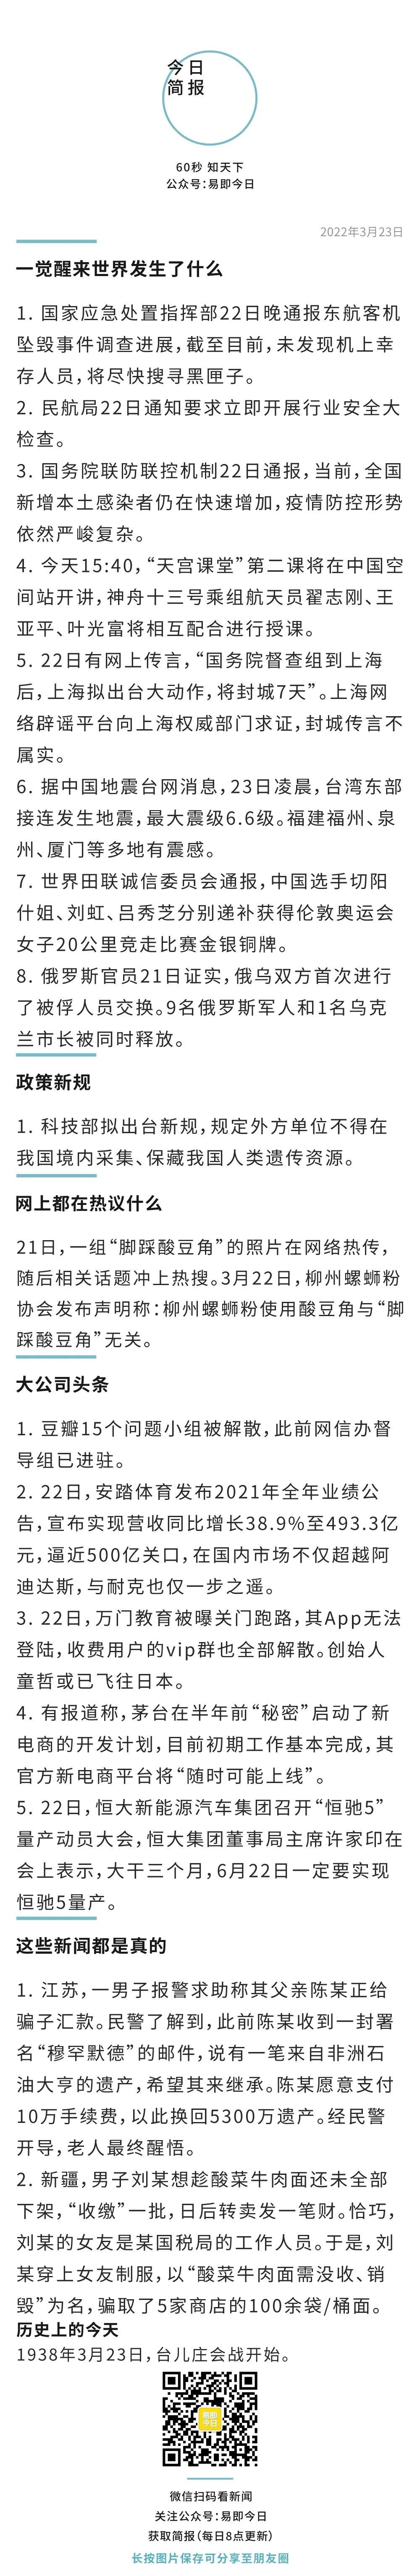 今日
简报
60秒 知天下
公众号:易即今日
2022年3月23日
一觉醒来世界发生了什么
1. 国家应急处置指挥部22日晚通报东航客机
坠毁事件调查进展,截至目前,未发现机上幸
存人员,将尽快搜寻黑匣子。
2. 民航局22日通知要求立即开展行业安全大
检查。
3. 国务院联防联控机制22日通报,当前,全国
新增本土感染者仍在快速增加,疫情防控形势
依然严峻复杂。
4. 今天15:40,“天宫课堂”第二课将在中国空
间站开讲,神舟十三号乘组航天员翟志刚、王
亚平、叶光富将相互配合进行授课。
5. 22日有网上传言,“国务院督查组到上海
后,上海拟出台大动作,将封城7天”。上海网
络辟谣平台向上海权威部门求证,封城传言不
属实。
6. 据中国地震台网消息,23日凌晨,台湾东部
接连发生地震,最大震级6.6级。福建福州、泉
州、厦门等多地有震感。
7. 世界田联诚信委员会通报,中国选手切阳
什姐、刘虹、吕秀芝分别递补获得伦敦奥运会
女子20公里竞走比赛金银铜牌。
8. 俄罗斯官员21日证实,俄乌双方首次进行
了被俘人员交换。9名俄罗斯军人和1名乌克
兰市长被同时释放。
政策新规
1. 科技部拟出台新规,规定外方单位不得在
我国境内采集、保藏我国人类遗传资源。
网上都在热议什么
21日,一组“脚踩酸豆角”的照片在网络热传,
随后相关话题冲上热搜。3月22日,柳州螺蛳粉
协会发布声明称:柳州螺蛳粉使用酸豆角与“脚
踩酸豆角”无关。
大公司头条
1. 豆瓣15个问题小组被解散,此前网信办督
导组已进驻。
2. 22日,安踏体育发布2021年全年业绩公
告,宣布实现营收同比增长38.9%至493.3亿
元,逼近500亿关口,在国内市场不仅超越阿
迪达斯,与耐克也仅一步之遥。
3. 22日,万门教育被曝关门跑路,其App无法
登陆,收费用户的vip群也全部解散。创始人
童哲或已飞往日本。
4. 有报道称,茅台在半年前“秘密”启动了新
电商的开发计划,目前初期工作基本完成,其
官方新电商平台将“随时可能上线”。
5. 22日,恒大新能源汽车集团召开“恒驰5”
量产动员大会,恒大集团董事局主席许家印在
会上表示,大干三个月,6月22日一定要实现
恒驰5量产。
这些新闻都是真的
1. 江苏,一男子报警求助称其父亲陈某正给
骗子汇款。民警了解到,此前陈某收到一封署
名“穆罕默德”的邮件,说有一笔来自非洲石
油大亨的遗产,希望其来继承。陈某愿意支付
10万手续费,以此换回5300万遗产。经民警
开导,老人最终醒悟。
2. 新疆,男子刘某想趁酸菜牛肉面还未全部
下架,“收缴”一批,日后转卖发一笔财。恰巧,
刘某的女友是某国税局的工作人员。于是,刘
某穿上女友制服,以“酸菜牛肉面需没收、销
毁”为名,骗取了5家商店的100余袋/桶面。
历史上的今天
1938年3月23日,台儿庄会战开始。
易即
今日
微信扫码看新闻
关注公众号:易即今日
获取简报(每日8点更新)
长按图片保存可分享至朋友圈